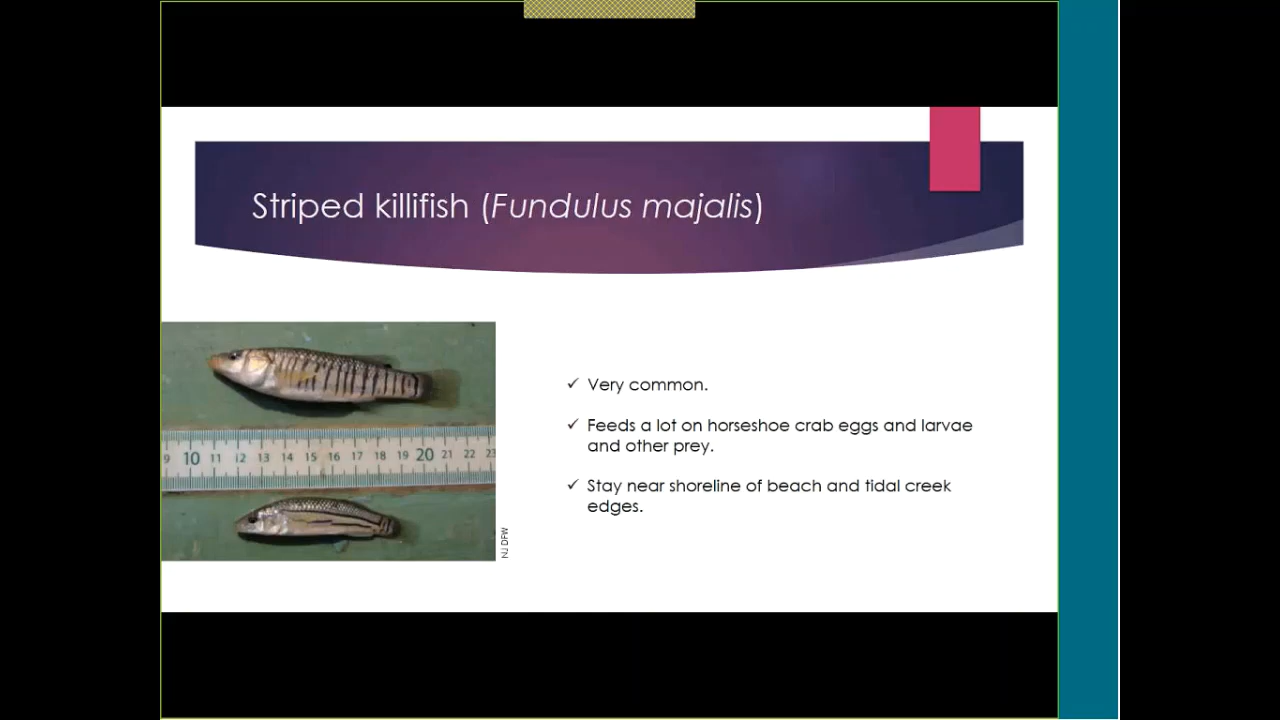 Striped killifish (Fundulus majalis)
✓ Very common.
✓ Feeds a lot on horseshoe crab eggs and larvae
and other prey.
✓ Stay near shoreline of beach and tidal creek
edges.
9 10 11 12 13 14 15 16 17 18 19 20 21 22 23
NJ DFW